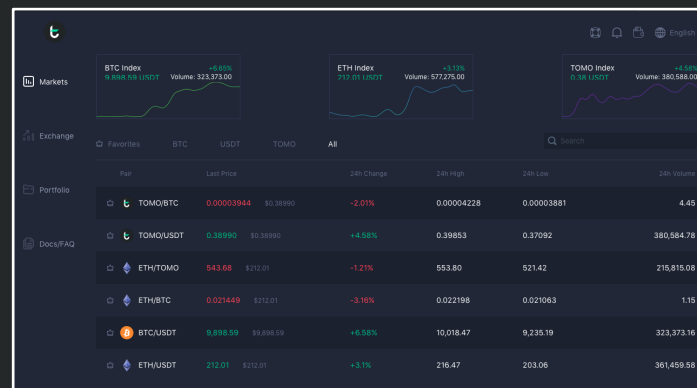 English
BTC Index +6.65%
9,898.59 USDT Volume: 323,373.00
ETH Index +3.13%
212.01 USDT Volume: 577,275.00
TOMO Index +4.58%
0.38 USDT Volume: 380,588.00
Markets
Exchange
Portfolio
Docs/FAQ
Favorites BTC USDT TOMO All
Search
Pair Last Price 24h Change 24h High 24h Low 24h Volume
TOMO/BTC 0.00003944 $0.38990 -2.01% 0.00004228 0.00003881 4.45
TOMO/USDT 0.38990 $0.38990 +4.58% 0.39853 0.37092 380,584.78
ETH/TOMO 543.68 $212.01 -1.21% 553.80 521.42 215,815.08
ETH/BTC 0.021449 $212.01 -3.16% 0.022198 0.021063 1.15
BTC/USDT 9,898.59 $9,898.59 +6.58% 10,018.47 9,235.19 323,373.16
ETH/USDT 212.01 $212.01 +3.1% 216.47 203.06 361,459.58